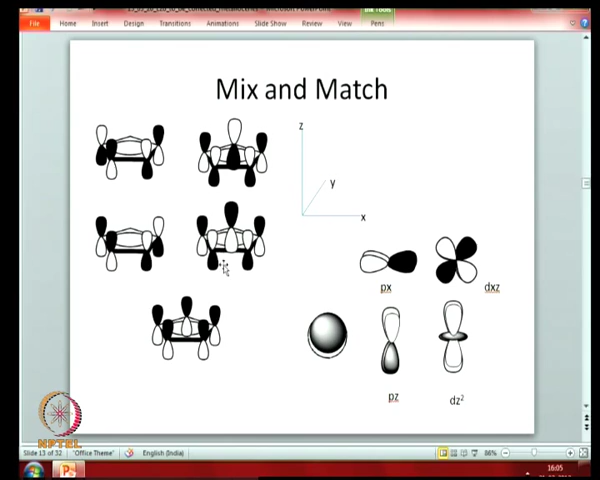 File Home Insert Design Transitions Animations Slide Show Review View Pens
Mix and Match
z
y
x
px
dxz
pz
dz²
NPTEL
Slide 13 of 32 "Office Theme" English (India) 86%
16:05